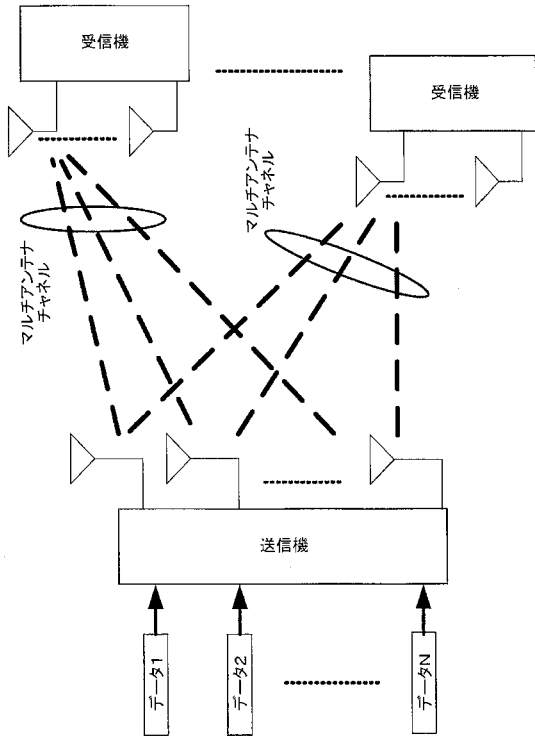 受信機
受信機
マルチアンテナ
チャネル
マルチアンテナ
チャネル
送信機
データ1
データ2
データN